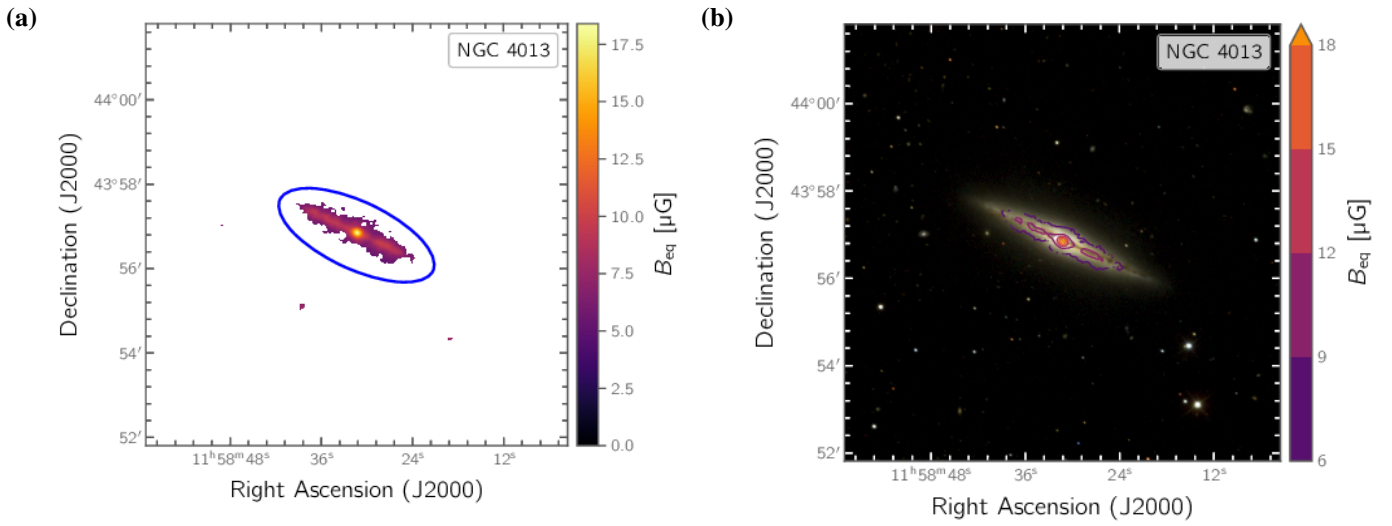 (a)
NGC 4013
44°00′
43°58′
56′
54′
52′
11ʰ58ᵐ48ˢ 36ˢ 24ˢ 12ˢ
Right Ascension (J2000)
Declination (J2000)
17.5
15.0
12.5
10.0
7.5
5.0
2.5
0.0
B_eq [µG]
(b)
NGC 4013
44°00′
43°58′
56′
54′
52′
11ʰ58ᵐ48ˢ 36ˢ 24ˢ 12ˢ
Right Ascension (J2000)
Declination (J2000)
18
15
12
9
6
B_eq [µG]